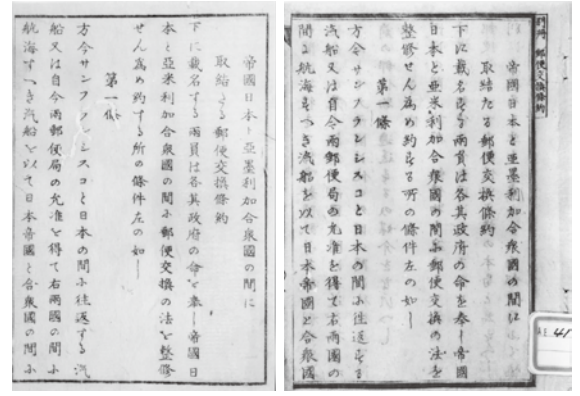 別冊 郵便交換條約
帝國日本と亞墨利加合衆國の間に
取結たる郵便交換條約
下に載名する兩員は各其政府の命を奉し帝國
日本と亞米利加合衆國の間に郵便交換の法を
整修せん為め約する所の條件左の如し
第一條
方今サンフランシスコと日本の間に往返する
汽船又は自今兩郵便局の允准を得て右兩國の
間に航海すへき汽船を以て日本帝國と合衆國
41
帝國日本と亞墨利加合衆國の間に
取結たる郵便交換條約
下に載名する兩員は各其政府の命を奉し帝國日
本と亞米利加合衆國の間に郵便交換の法を整修
せん為め約する所の條件左の如し
第一條
方今サンフランシスコと日本の間に往返する汽
船又は自今兩郵便局の允准を得て右兩國の間に
航海すへき汽船を以て日本帝國と合衆國の間に